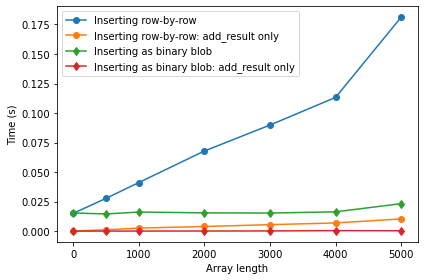 Inserting row-by-row
Inserting row-by-row: add_result only
Inserting as binary blob
Inserting as binary blob: add_result only
Time (s)
0.175
0.150
0.125
0.100
0.075
0.050
0.025
0.000
0 1000 2000 3000 4000 5000
Array length